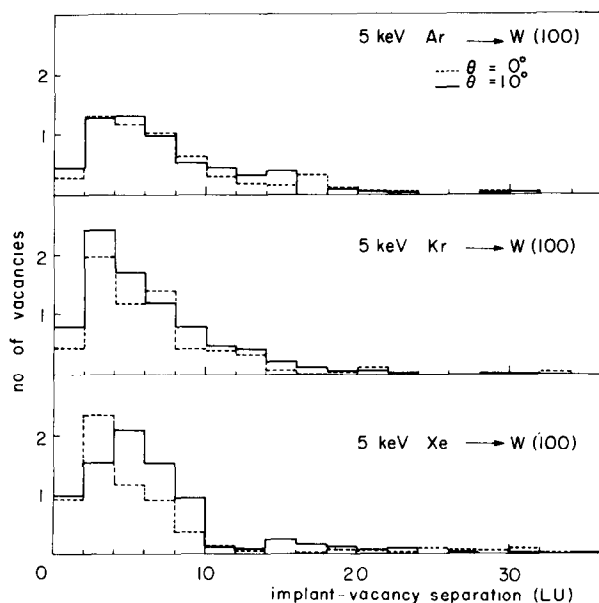 5 keV Ar → W (100)
θ = 0°
θ = 10°
2
1
5 keV Kr → W (100)
2
1
no of vacancies
5 keV Xe → W (100)
2
1
0 10 20 30
implant-vacancy separation (LU)